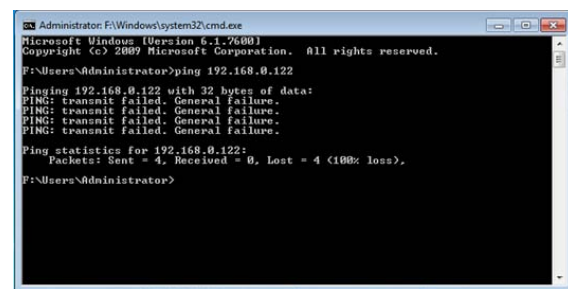 Administrator: F:\Windows\system32\cmd.exe
Microsoft Windows [Version 6.1.7600]
Copyright (c) 2009 Microsoft Corporation.  All rights reserved.
F:\Users\Administrator>ping 192.168.0.122
Pinging 192.168.0.122 with 32 bytes of data:
PING: transmit failed. General failure.
PING: transmit failed. General failure.
PING: transmit failed. General failure.
PING: transmit failed. General failure.
Ping statistics for 192.168.0.122:
    Packets: Sent = 4, Received = 0, Lost = 4 (100% loss),
F:\Users\Administrator>